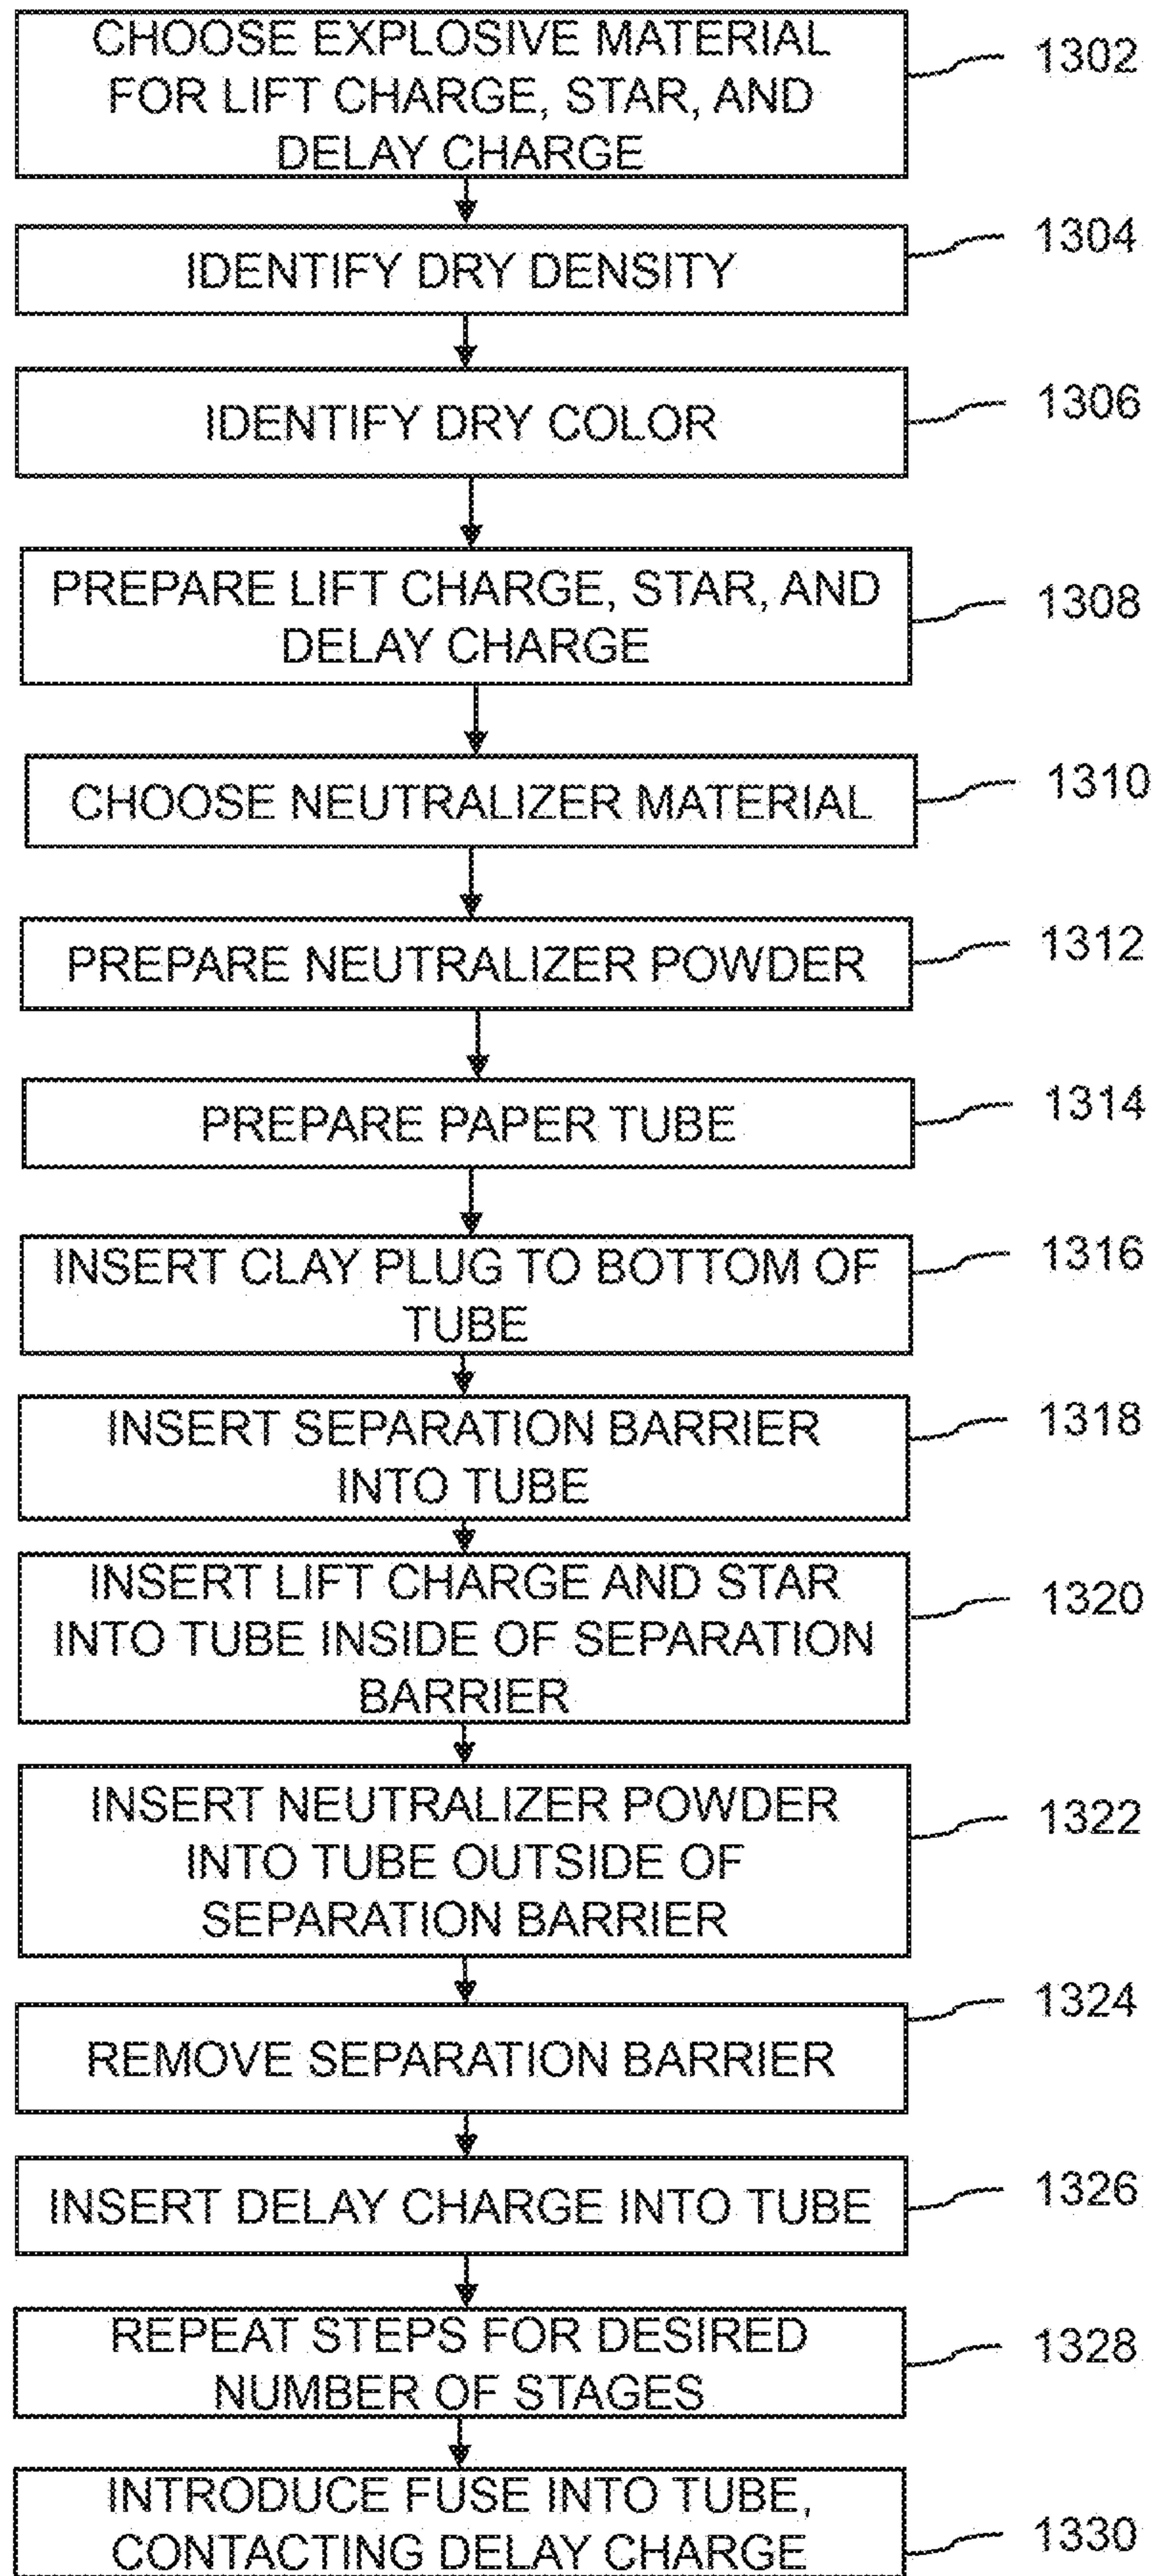 CHOOSE EXPLOSIVE MATERIAL
FOR LIFT CHARGE, STAR, AND
DELAY CHARGE
1302
IDENTIFY DRY DENSITY
1304
IDENTIFY DRY COLOR
1306
PREPARE LIFT CHARGE, STAR, AND
DELAY CHARGE
1308
CHOOSE NEUTRALIZER MATERIAL
1310
PREPARE NEUTRALIZER POWDER
1312
PREPARE PAPER TUBE
1314
INSERT CLAY PLUG TO BOTTOM OF
TUBE
1316
INSERT SEPARATION BARRIER
INTO TUBE
1318
INSERT LIFT CHARGE AND STAR
INTO TUBE INSIDE OF SEPARATION
BARRIER
1320
INSERT NEUTRALIZER POWDER
INTO TUBE OUTSIDE OF
SEPARATION BARRIER
1322
REMOVE SEPARATION BARRIER
1324
INSERT DELAY CHARGE INTO TUBE
1326
REPEAT STEPS FOR DESIRED
NUMBER OF STAGES
1328
INTRODUCE FUSE INTO TUBE,
CONTACTING DELAY CHARGE
1330